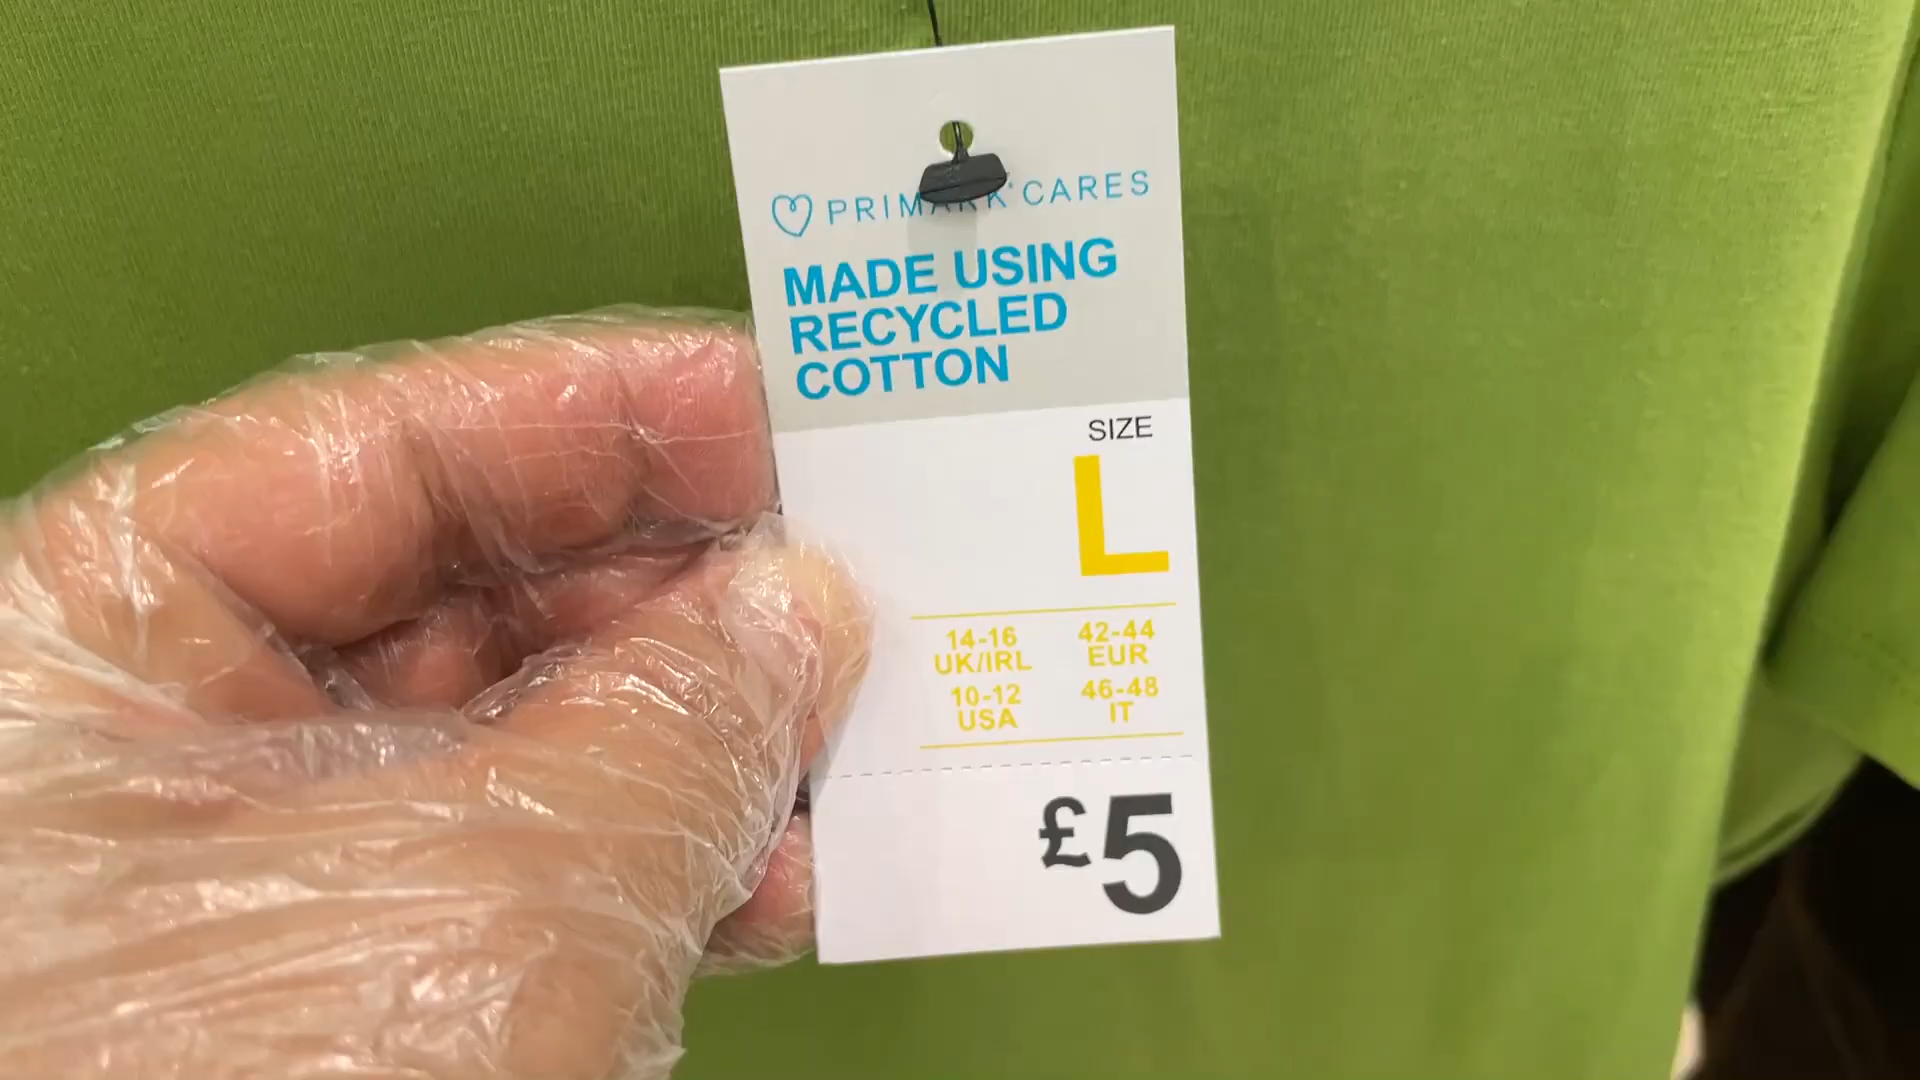 PRIMARK CARES
MADE USING
RECYCLED
COTTON
SIZE
L
14-16
UK/IRL
42-44
EUR
10-12
USA
46-48
IT
£5